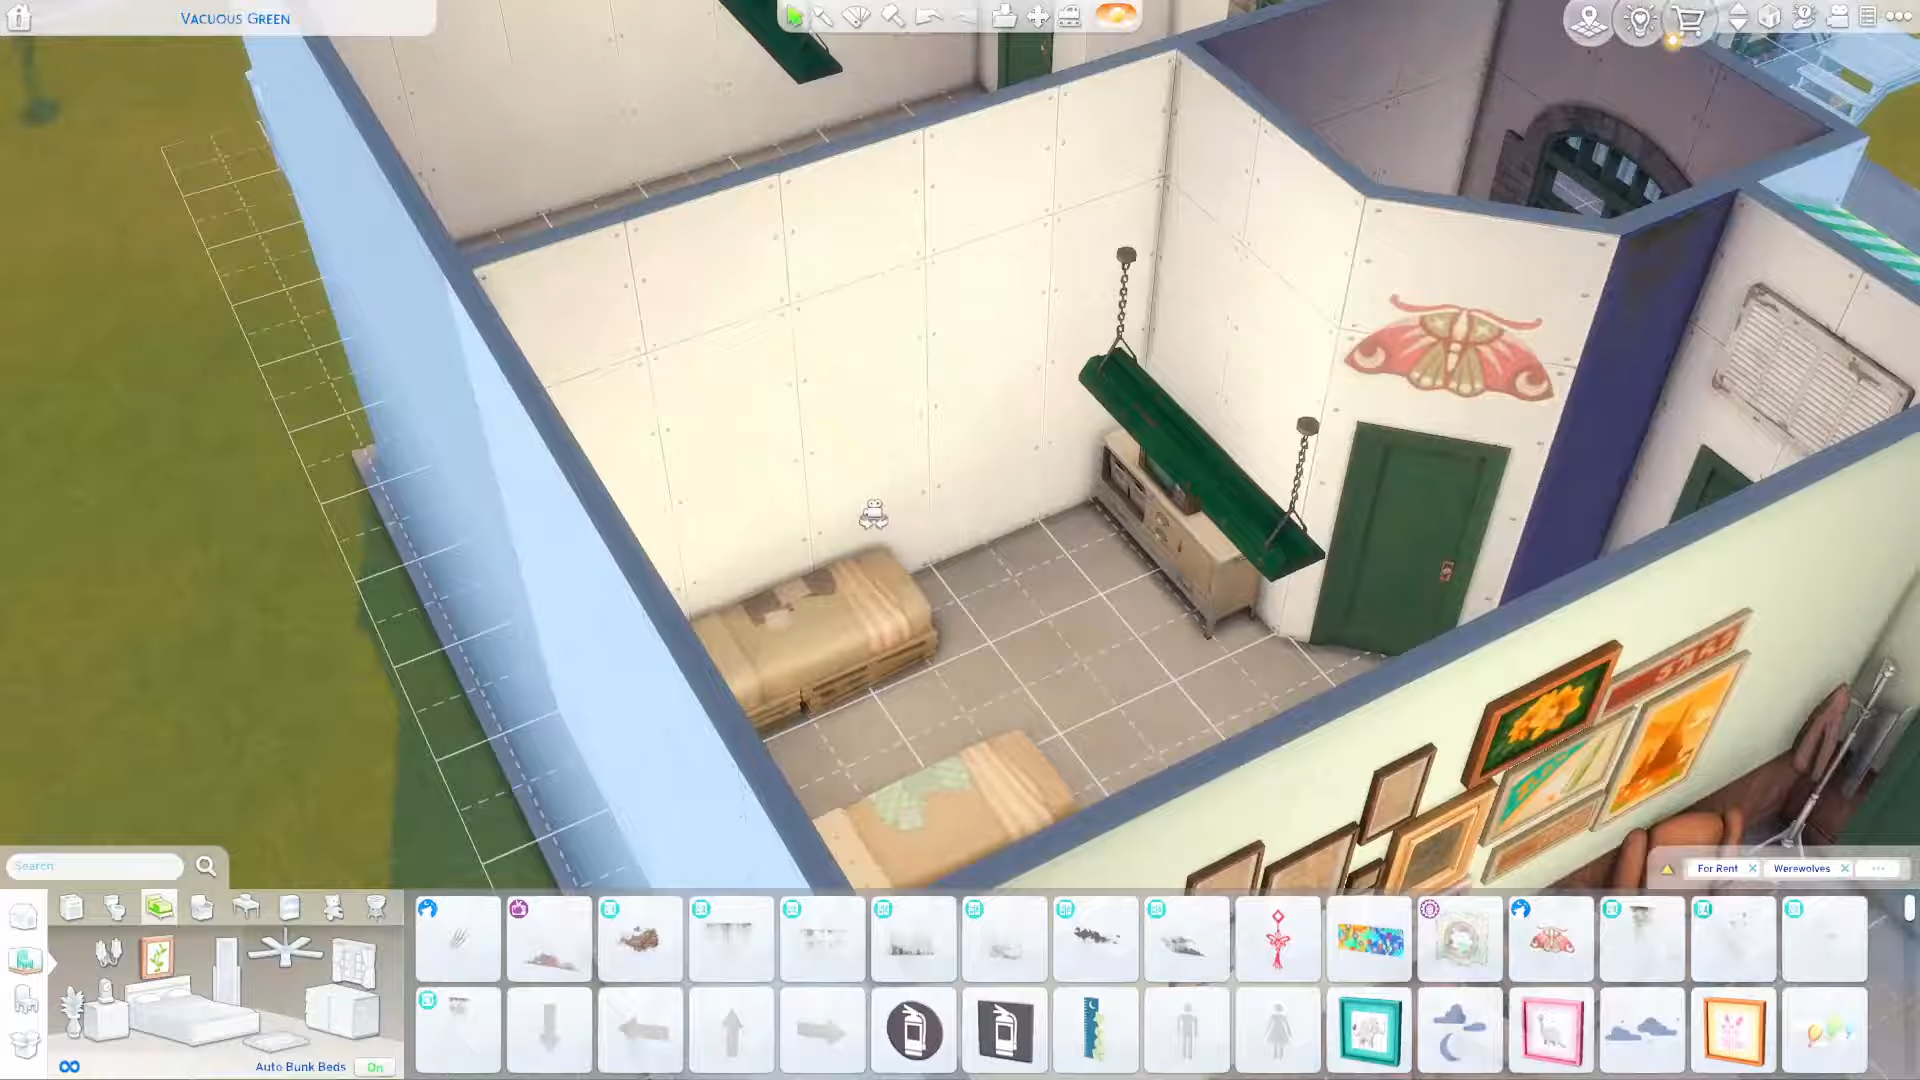 Vacuous Green
Search
For Rent
Werewolves
Auto Bunk Beds
On